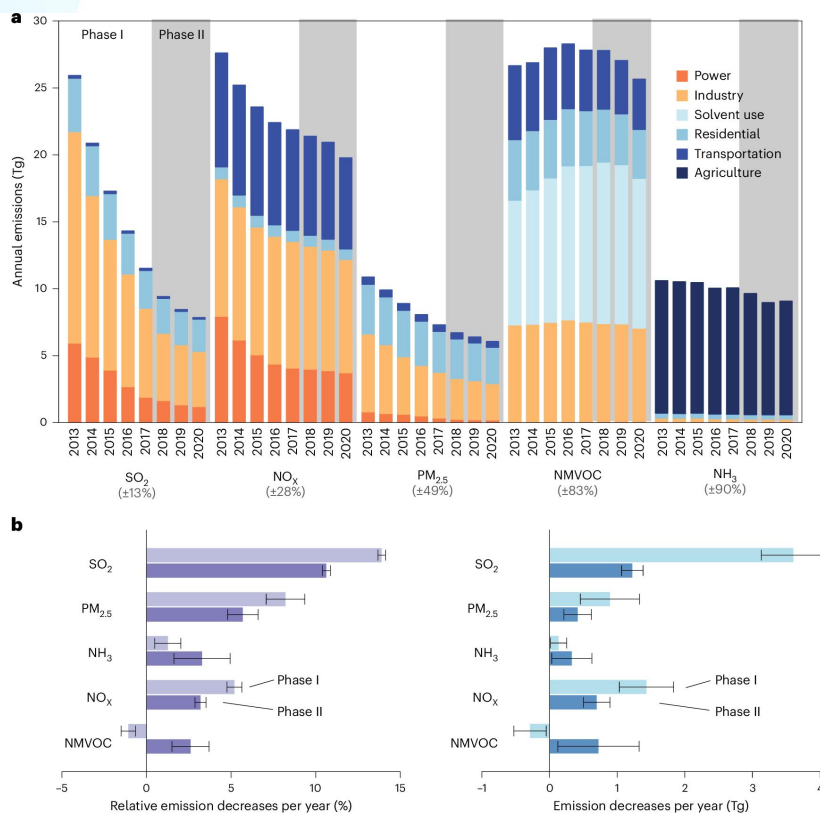 a
30
25
20
15
10
5
0
Annual emissions (Tg)
Phase I
Phase II
Power
Industry
Solvent use
Residential
Transportation
Agriculture
2013 2014 2015 2016 2017 2018 2019 2020 2013 2014 2015 2016 2017 2018 2019 2020 2013 2014 2015 2016 2017 2018 2019 2020 2013 2014 2015 2016 2017 2018 2019 2020 2013 2014 2015 2016 2017 2018 2019 2020
SO₂ NOₓ PM₂.₅ NMVOC NH₃
(±13%) (±28%) (±49%) (±83%) (±90%)
b
SO₂
PM₂.₅
NH₃
NOₓ
NMVOC
Phase I
Phase II
–5 0 5 10 15
Relative emission decreases per year (%)
SO₂
PM₂.₅
NH₃
NOₓ
NMVOC
Phase I
Phase II
–1 0 1 2 3 4
Emission decreases per year (Tg)